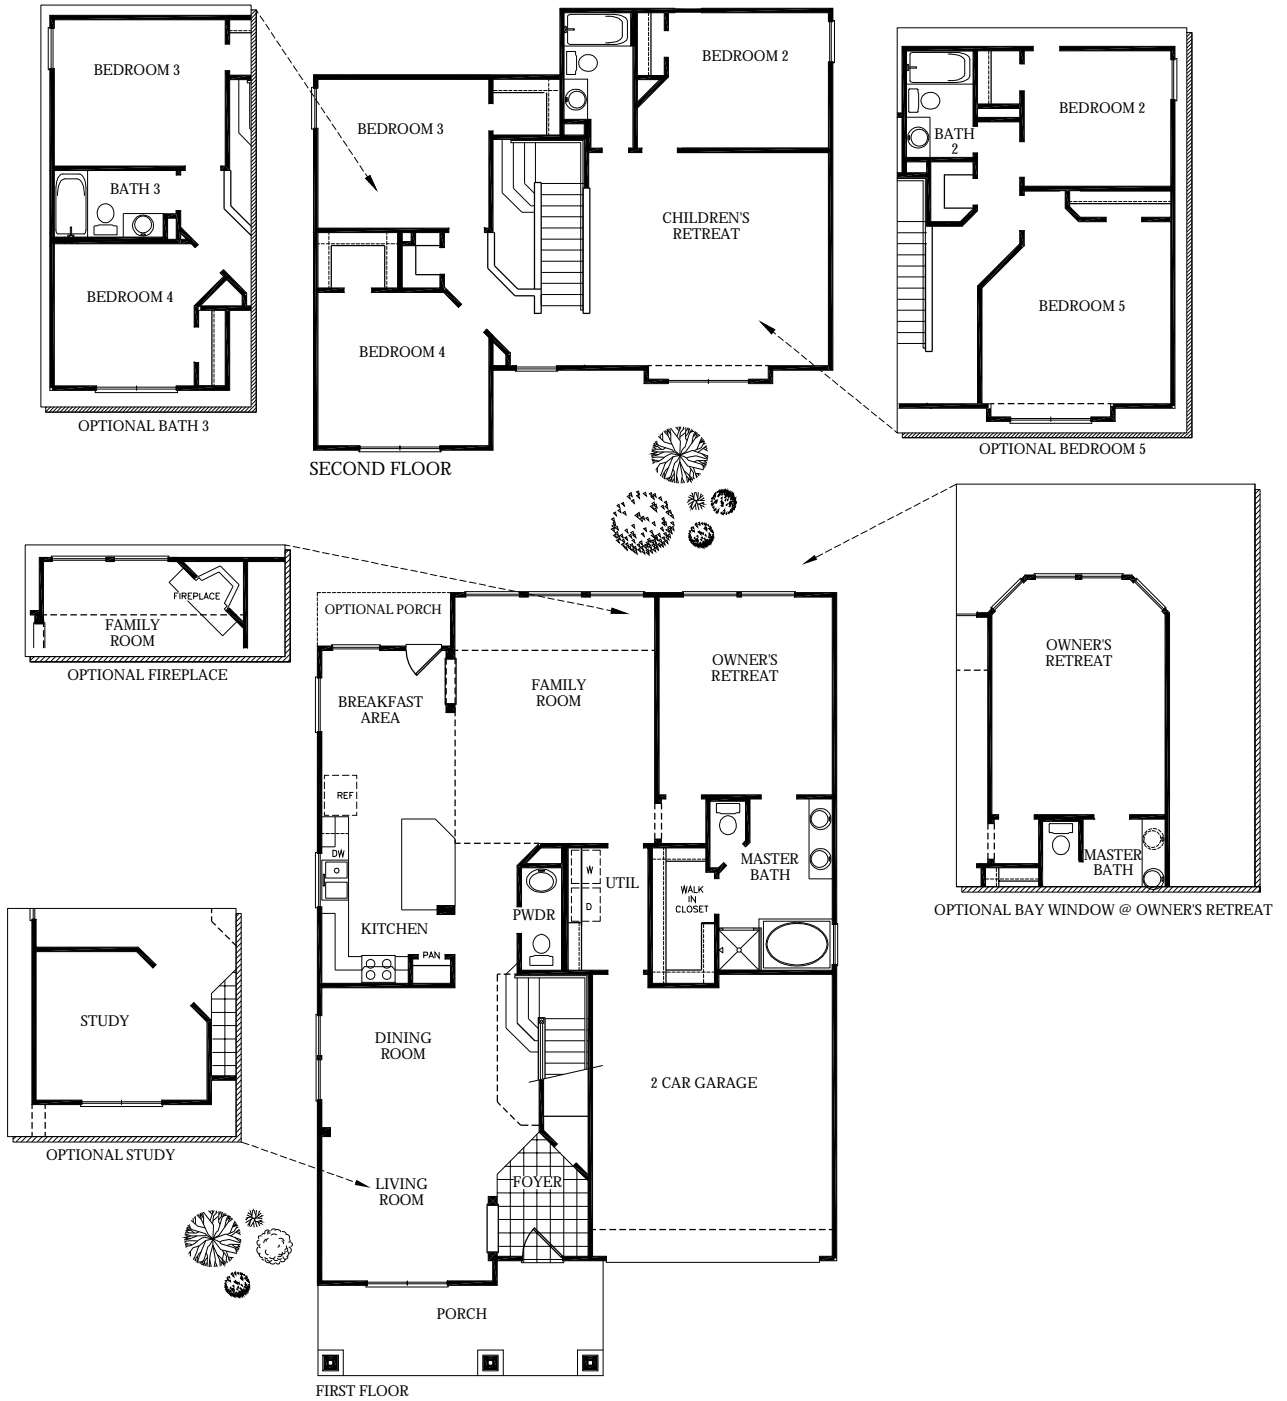 BEDROOM 3
BATH 3
BEDROOM 4
OPTIONAL BATH 3
BEDROOM 3
BEDROOM 2
CHILDREN'S
RETREAT
BEDROOM 4
SECOND FLOOR
BATH
2
BEDROOM 2
BEDROOM 5
OPTIONAL BEDROOM 5
FIREPLACE
FAMILY
ROOM
OPTIONAL FIREPLACE
OPTIONAL PORCH
BREAKFAST
AREA
FAMILY
ROOM
OWNER'S
RETREAT
REF
DW
KITCHEN
PAN
PWDR
W
D
UTIL
WALK
IN
CLOSET
MASTER
BATH
OWNER'S
RETREAT
MASTER
BATH
OPTIONAL BAY WINDOW @ OWNER'S RETREAT
STUDY
OPTIONAL STUDY
DINING
ROOM
2 CAR GARAGE
LIVING
ROOM
FOYER
PORCH
FIRST FLOOR